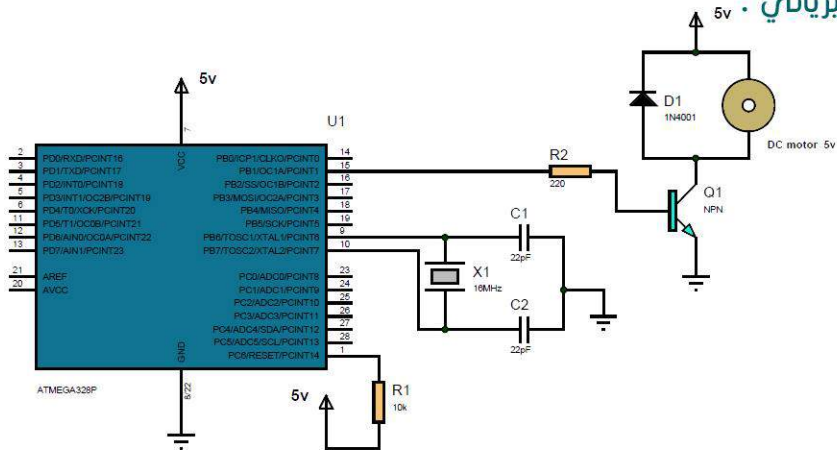 5v
5v
U1
D1
1N4001
DC motor 5v
7
VCC
2 PD0/RXD/PCINT16
3 PD1/TXD/PCINT17
4 PD2/INT0/PCINT18
5 PD3/INT1/OC2B/PCINT19
6 PD4/T0/XCK/PCINT20
11 PD5/T1/OC0B/PCINT21
12 PD6/AIN0/OC0A/PCINT22
13 PD7/AIN1/PCINT23
21 AREF
20 AVCC
PB0/ICP1/CLKO/PCINT0 14
PB1/OC1A/PCINT1 15
PB2/SS/OC1B/PCINT2 16
PB3/MOSI/OC2A/PCINT3 17
PB4/MISO/PCINT4 18
PB5/SCK/PCINT5 19
PB6/TOSC1/XTAL1/PCINT6 9
PB7/TOSC2/XTAL2/PCINT7 10
PC0/ADC0/PCINT8 23
PC1/ADC1/PCINT9 24
PC2/ADC2/PCINT10 25
PC3/ADC3/PCINT11 26
PC4/ADC4/SDA/PCINT12 27
PC5/ADC5/SCL/PCINT13 28
PC6/RESET/PCINT14 1
GND
8/22
ATMEGA328P
R2
220
Q1
NPN
C1
22pF
X1
16MHz
C2
22pF
5v
R1
10k